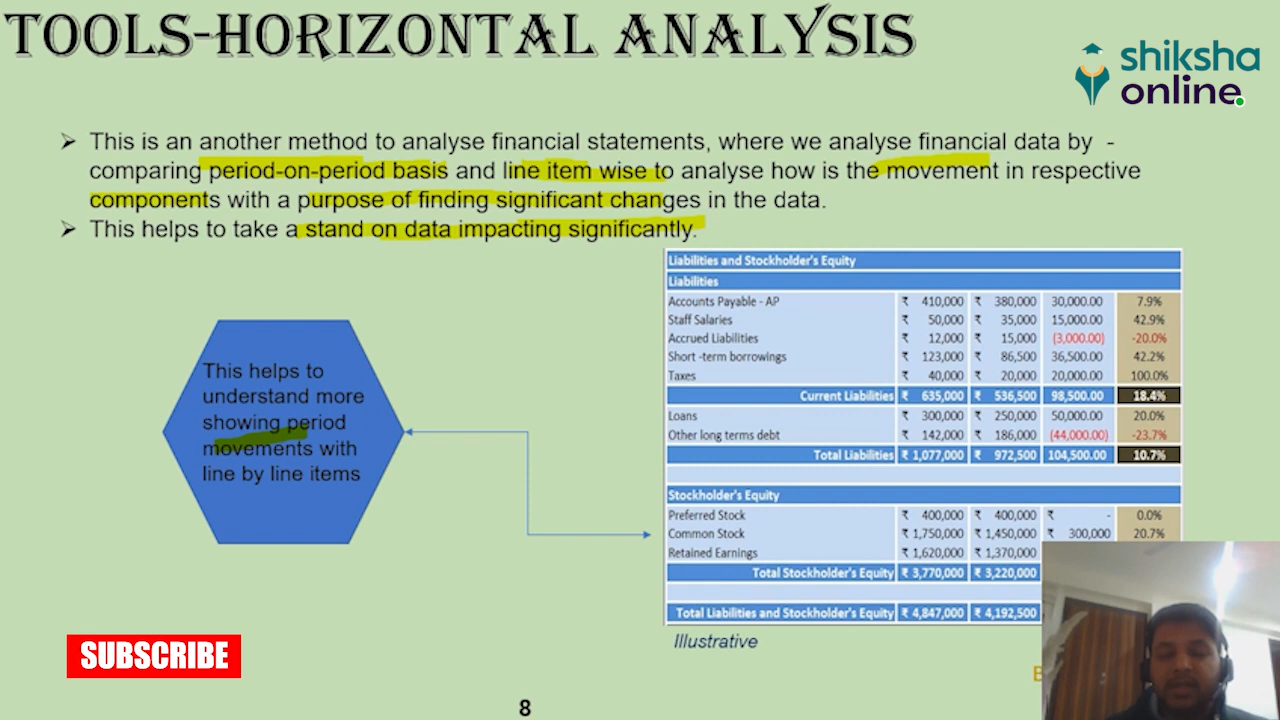 TOOLS-HORIZONTAL ANALYSIS
shiksha
online
➢ This is an another method to analyse financial statements, where we analyse financial data by -
comparing period-on-period basis and line item wise to analyse how is the movement in respective
components with a purpose of finding significant changes in the data.
➢ This helps to take a stand on data impacting significantly.
This helps to
understand more
showing period
movements with
line by line items
Liabilities and Stockholder's Equity
Liabilities
Accounts Payable - AP ₹ 410,000 ₹ 380,000 30,000.00 7.9%
Staff Salaries ₹ 50,000 ₹ 35,000 15,000.00 42.9%
Accrued Liabilities ₹ 12,000 ₹ 15,000 (3,000.00) -20.0%
Short -term borrowings ₹ 123,000 ₹ 86,500 36,500.00 42.2%
Taxes ₹ 40,000 ₹ 20,000 20,000.00 100.0%
Current Liabilities ₹ 635,000 ₹ 536,500 98,500.00 18.4%
Loans ₹ 300,000 ₹ 250,000 50,000.00 20.0%
Other long terms debt ₹ 142,000 ₹ 186,000 (44,000.00) -23.7%
Total Liabilities ₹ 1,077,000 ₹ 972,500 104,500.00 10.7%
Stockholder's Equity
Preferred Stock ₹ 400,000 ₹ 400,000 ₹ - 0.0%
Common Stock ₹ 1,750,000 ₹ 1,450,000 ₹ 300,000 20.7%
Retained Earnings ₹ 1,620,000 ₹ 1,370,000
Total Stockholder's Equity ₹ 3,770,000 ₹ 3,220,000
Total Liabilities and Stockholder's Equity ₹ 4,847,000 ₹ 4,192,500
Illustrative
SUBSCRIBE
8